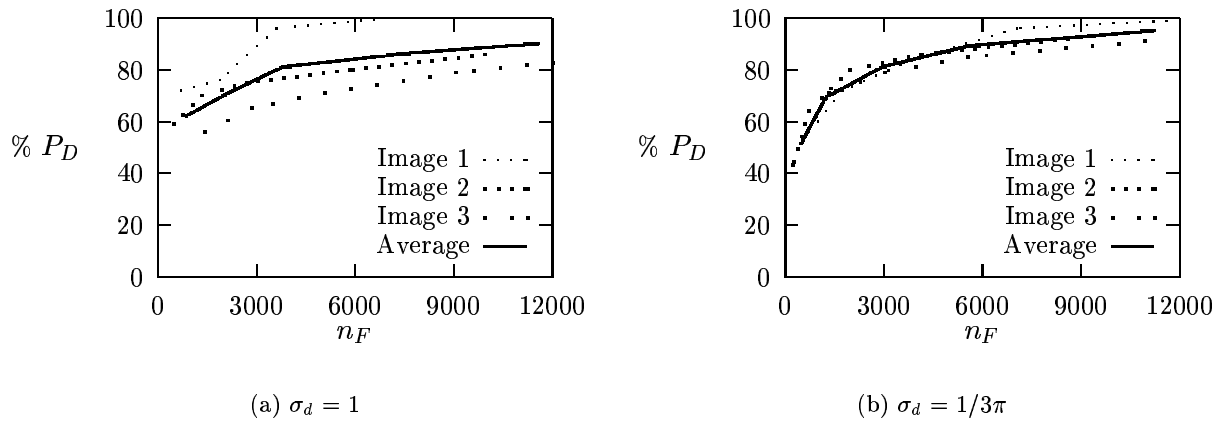 100
80
60
40
20
0
% P_D
Image 1
Image 2
Image 3
Average
0 3000 6000 9000 12000
n_F
(a) σ_d = 1
100
80
60
40
20
0
% P_D
Image 1
Image 2
Image 3
Average
0 3000 6000 9000 12000
n_F
(b) σ_d = 1/3π